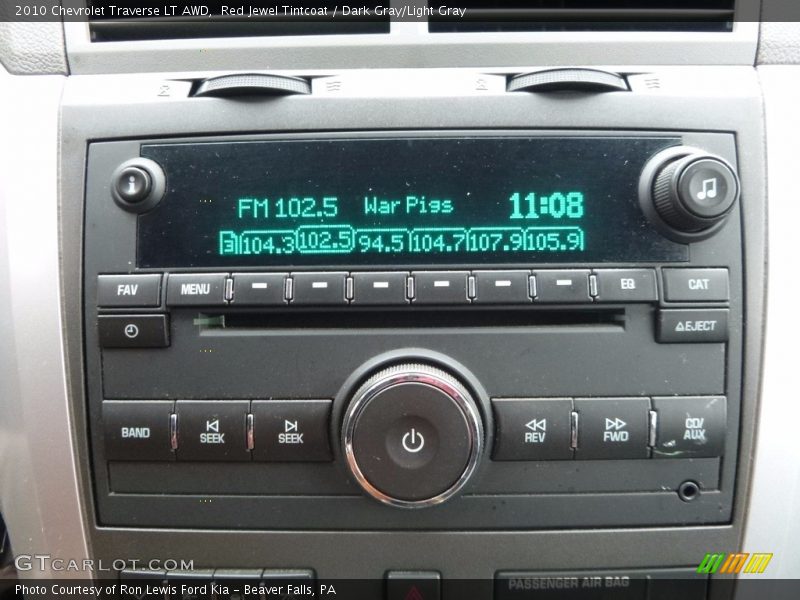 2010 Chevrolet Traverse LT AWD, Red Jewel Tintcoat / Dark Gray/Light Gray
i
FM 102.5 War Pigs 11:08
3 104.3 102.5 94.5 104.7 107.9 105.9
FAV MENU EQ CAT
EJECT
BAND SEEK SEEK REV FWD CD/
AUX
GTCARLOT.COM
PASSENGER AIR BAG
Photo Courtesy of Ron Lewis Ford Kia - Beaver Falls, PA